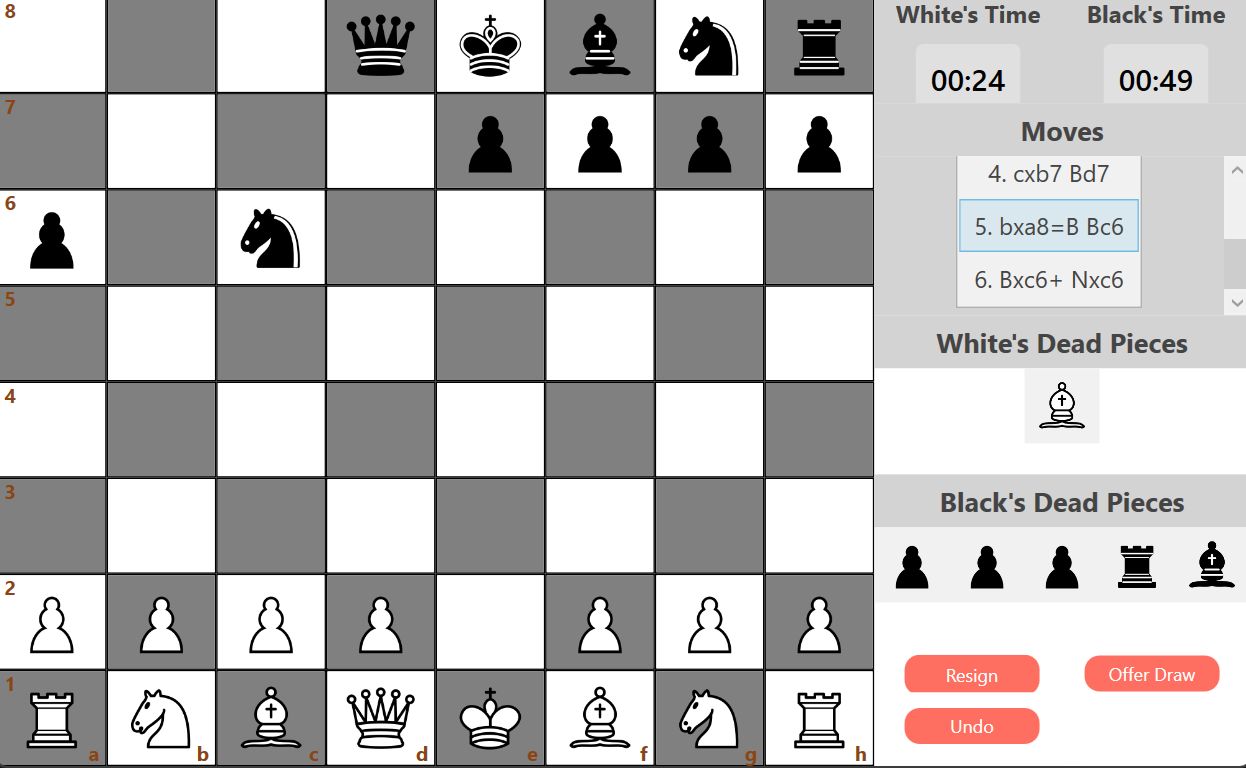 8
7
6
5
4
3
2
1
a b c d e f g h
White's Time Black's Time
00:24 00:49
Moves
4. cxb7 Bd7
5. bxa8=B Bc6
6. Bxc6+ Nxc6
White's Dead Pieces
Black's Dead Pieces
Resign Offer Draw
Undo